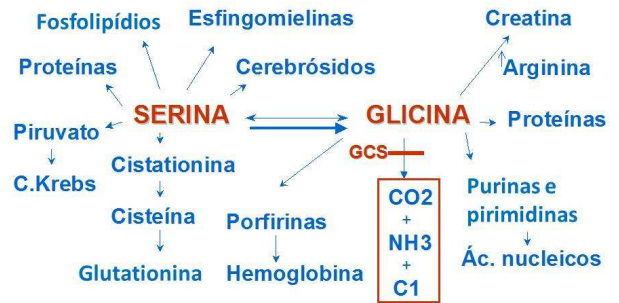 Fosfolipídios
Esfingomielinas
Creatina
Proteínas
Cerebrósidos
Arginina
SERINA
GLICINA
Proteínas
Piruvato
GCS
Cistationina
C.Krebs
CO2
+
NH3
+
C1
Purinas e
pirimidinas
Cisteína
Porfirinas
Ác. nucleicos
Glutationina
Hemoglobina